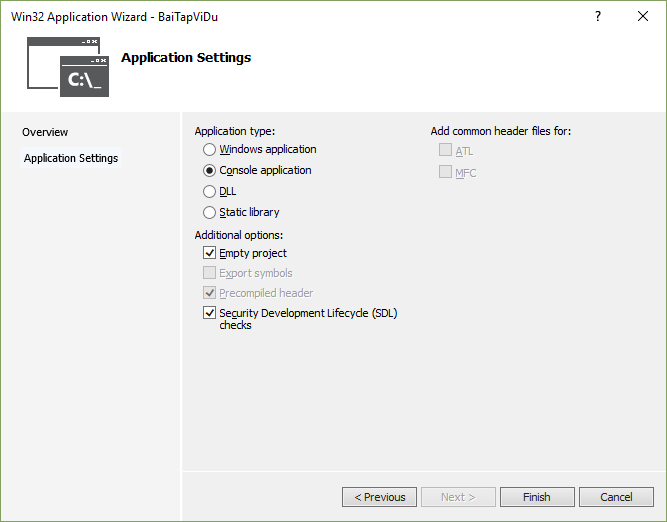 Win32 Application Wizard - BaiTapViDu
?
C:\_
Application Settings
Overview
Application Settings
Application type:
Windows application
Console application
DLL
Static library
Additional options:
Empty project
Export symbols
Precompiled header
Security Development Lifecycle (SDL)
checks
Add common header files for:
ATL
MFC
< Previous
Next >
Finish
Cancel